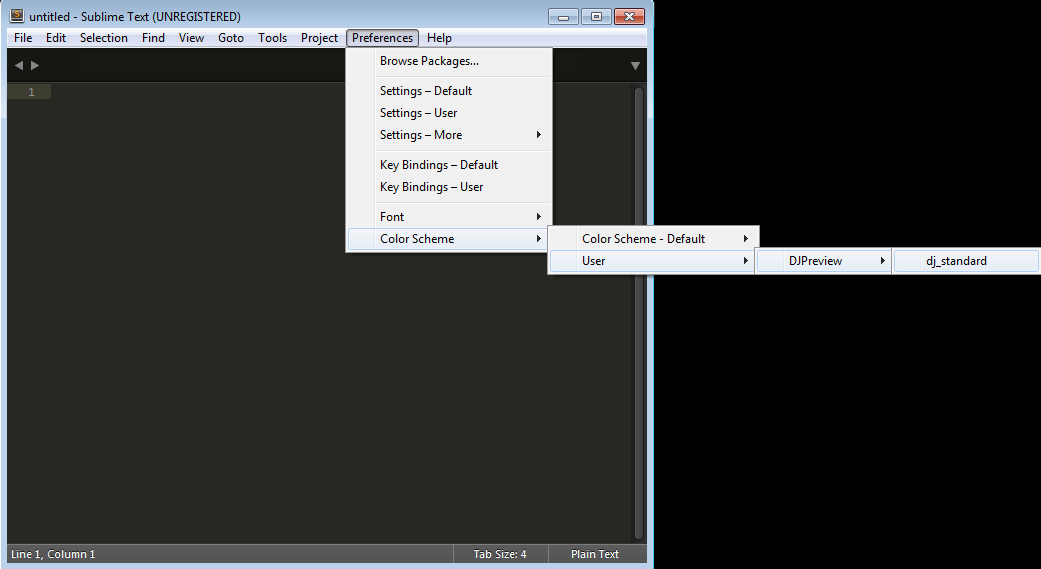 untitled - Sublime Text (UNREGISTERED)
File Edit Selection Find View Goto Tools Project Preferences Help
Browse Packages...
1
Settings – Default
Settings – User
Settings – More
Key Bindings – Default
Key Bindings – User
Font
Color Scheme
Color Scheme - Default
User
DJPreview
dj_standard
Line 1, Column 1
Tab Size: 4
Plain Text